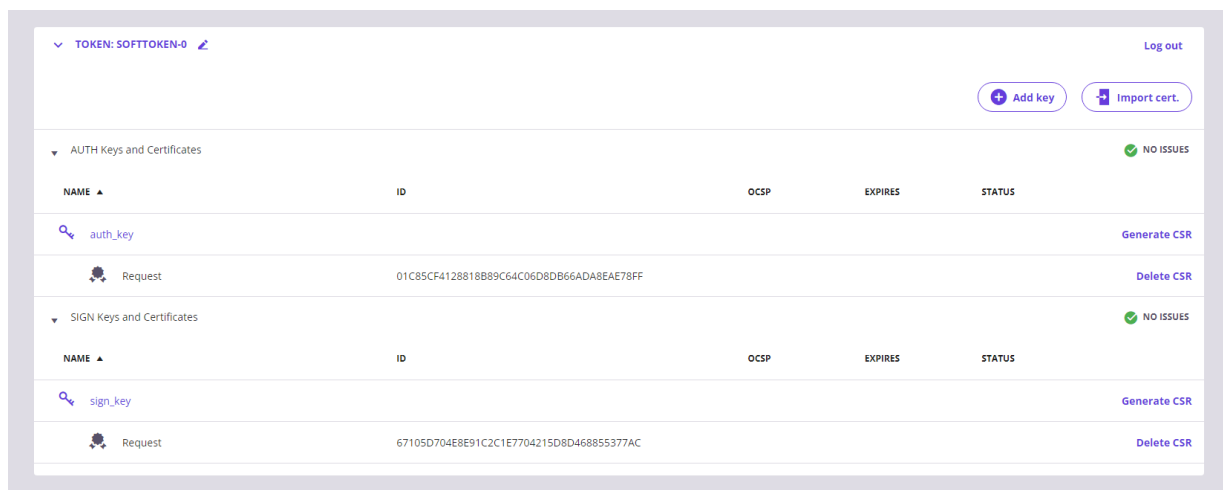 TOKEN: SOFTTOKEN-0 Log out
Add key Import cert.
AUTH Keys and Certificates NO ISSUES
NAME ID OCSP EXPIRES STATUS
auth_key Generate CSR
Request 01C85CF4128818B89C64C06D8DB66ADA8EAE78FF Delete CSR
SIGN Keys and Certificates NO ISSUES
NAME ID OCSP EXPIRES STATUS
sign_key Generate CSR
Request 67105D704E8E91C2C1E7704215D8D468855377AC Delete CSR